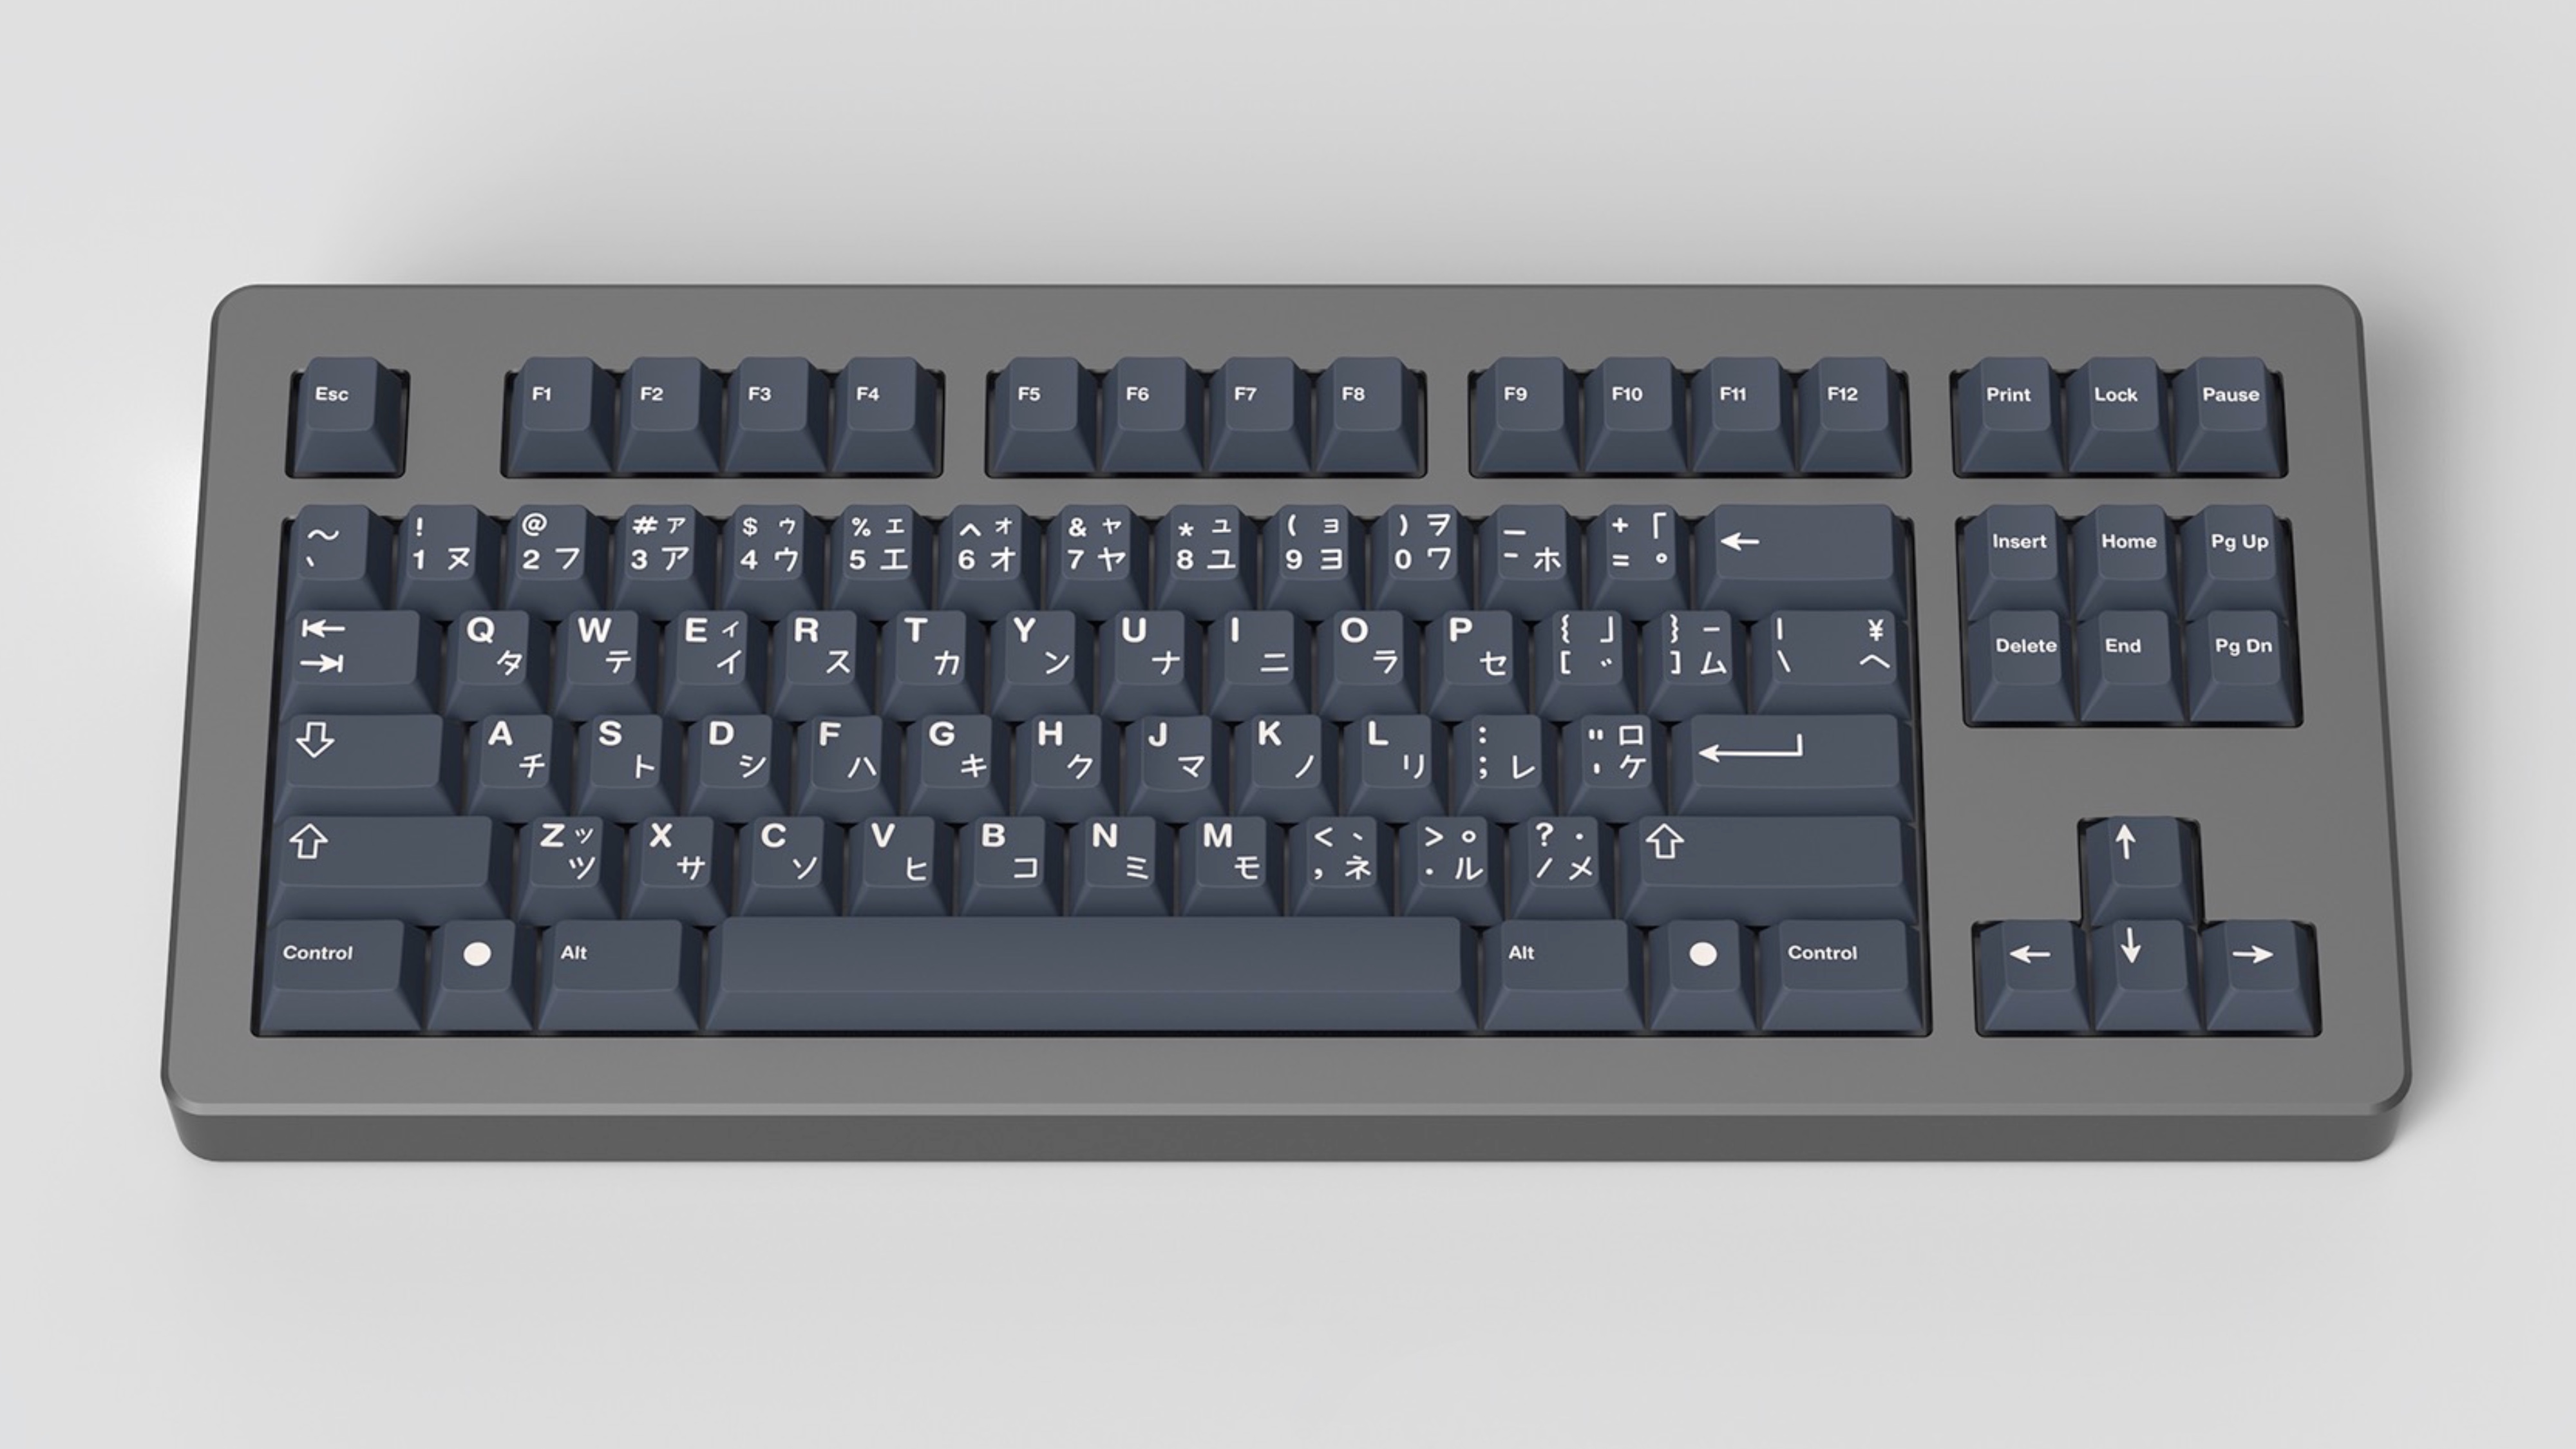 Esc F1 F2 F3 F4 F5 F6 F7 F8 F9 F10 F11 F12 Print Lock Pause
~ ! @ # ァ $ ゥ % ェ ^ ォ & ャ * ュ ( ョ ) ヲ _ + 「 ←
` 1 ヌ 2 フ 3 ア 4 ウ 5 エ 6 オ 7 ヤ 8 ユ 9 ヨ 0 ワ - ホ = ゜ Insert Home Pg Up
⇤ Q W E ィ R T Y U I O P { 」 } - | ¥
⇥ タ テ イ ス カ ン ナ ニ ラ セ [ ゛ ] ム \ ヘ Delete End Pg Dn
⇩ A S D F G H J K L : " ロ ↵
チ ト シ ハ キ ク マ ノ リ ; レ ' ケ
⇧ Z ッ X C V B N M < 、 > 。 ? ・ ⇧ ↑
ツ サ ソ ヒ コ ミ モ , ネ . ル / メ
Control ● Alt Alt ● Control ← ↓ →